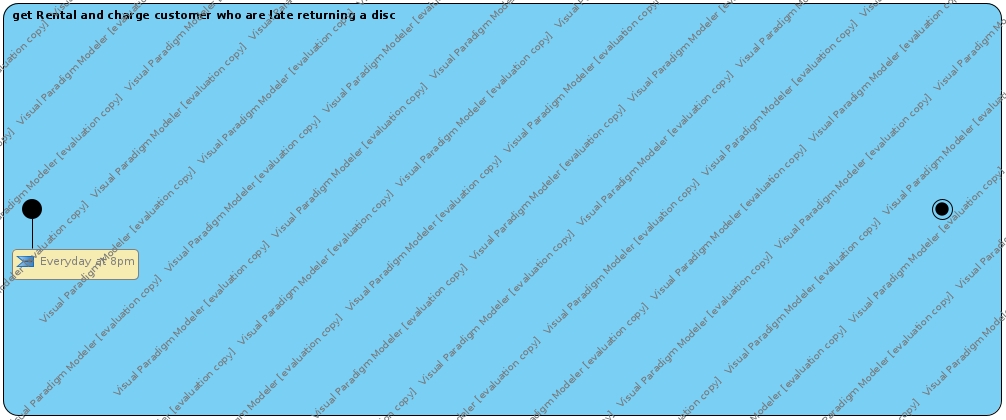 get Rental and charge customer who are late returning a disc
Everyday at 8pm
Visual Paradigm Modeler [evaluation copy]